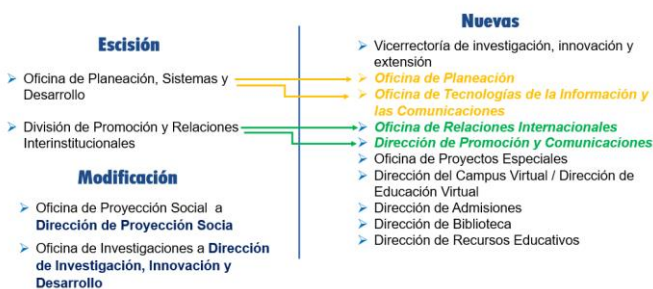 Escisión
Oficina de Planeación, Sistemas y
Desarrollo
División de Promoción y Relaciones
Interinstitucionales
Modificación
Oficina de Proyección Social a
Dirección de Proyección Socia
Oficina de Investigaciones a Dirección
de Investigación, Innovación y
Desarrollo
Nuevas
Vicerrectoría de investigación, innovación y
extensión
Oficina de Planeación
Oficina de Tecnologías de la Información y
las Comunicaciones
Oficina de Relaciones Internacionales
Dirección de Promoción y Comunicaciones
Oficina de Proyectos Especiales
Dirección del Campus Virtual / Dirección de
Educación Virtual
Dirección de Admisiones
Dirección de Biblioteca
Dirección de Recursos Educativos